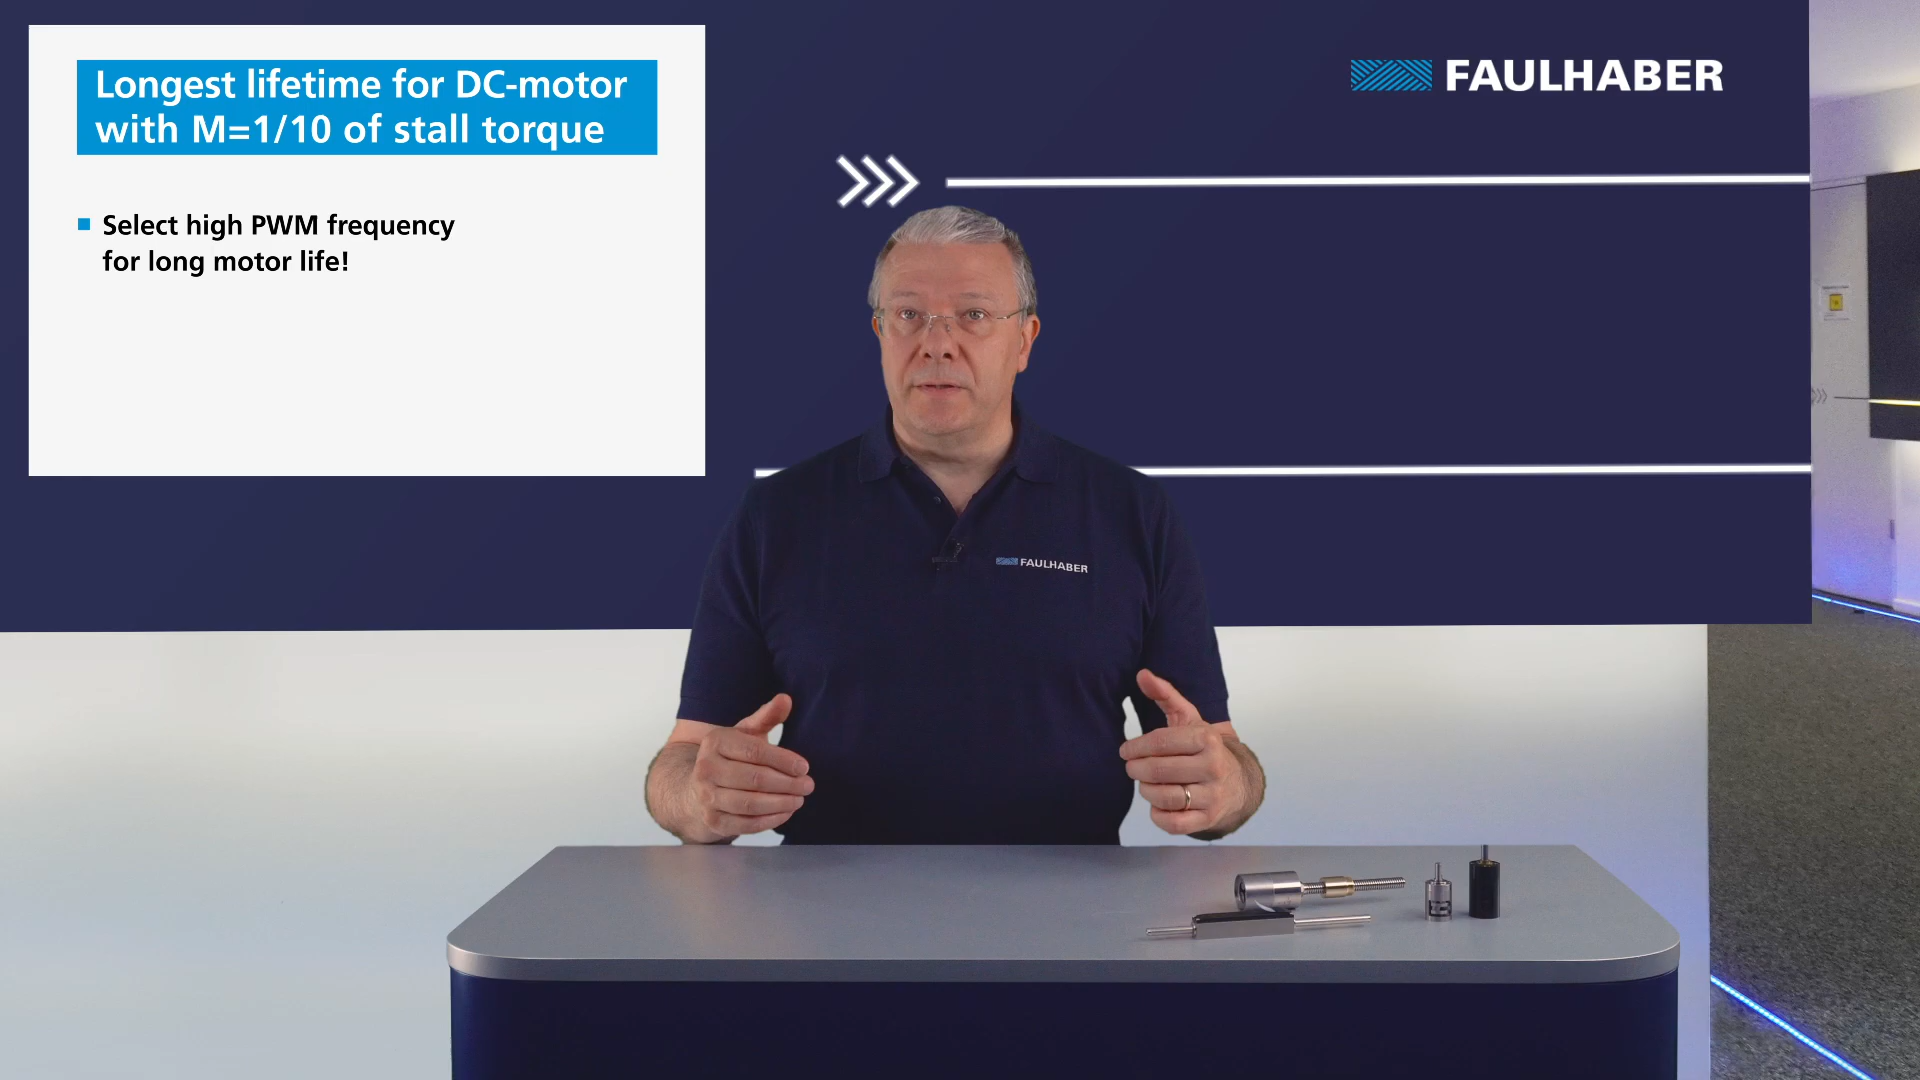 Longest lifetime for DC-motor
with M=1/10 of stall torque
Select high PWM frequency
for long motor life!
FAULHABER
FAULHABER